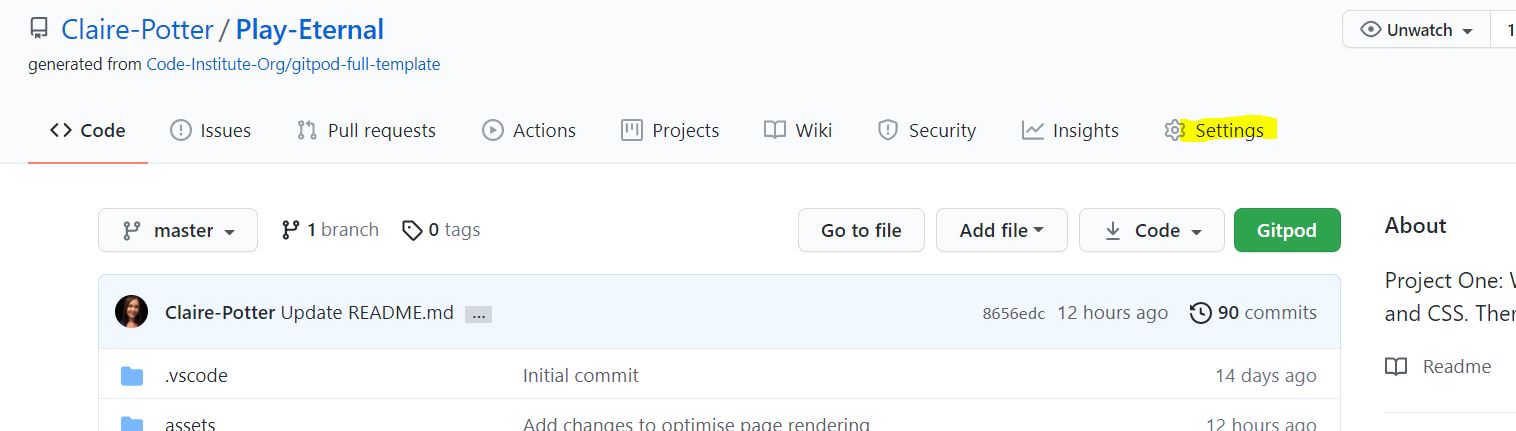 Claire-Potter / Play-Eternal
Unwatch 1
generated from Code-Institute-Org/gitpod-full-template
Code Issues Pull requests Actions Projects Wiki Security Insights Settings
master 1 branch 0 tags Go to file Add file Code Gitpod
About
Claire-Potter Update README.md ... 8656edc 12 hours ago 90 commits
Project One: W
and CSS. Ther
.vscode Initial commit 14 days ago
Readme
assets Add changes to optimise page rendering 12 hours ago